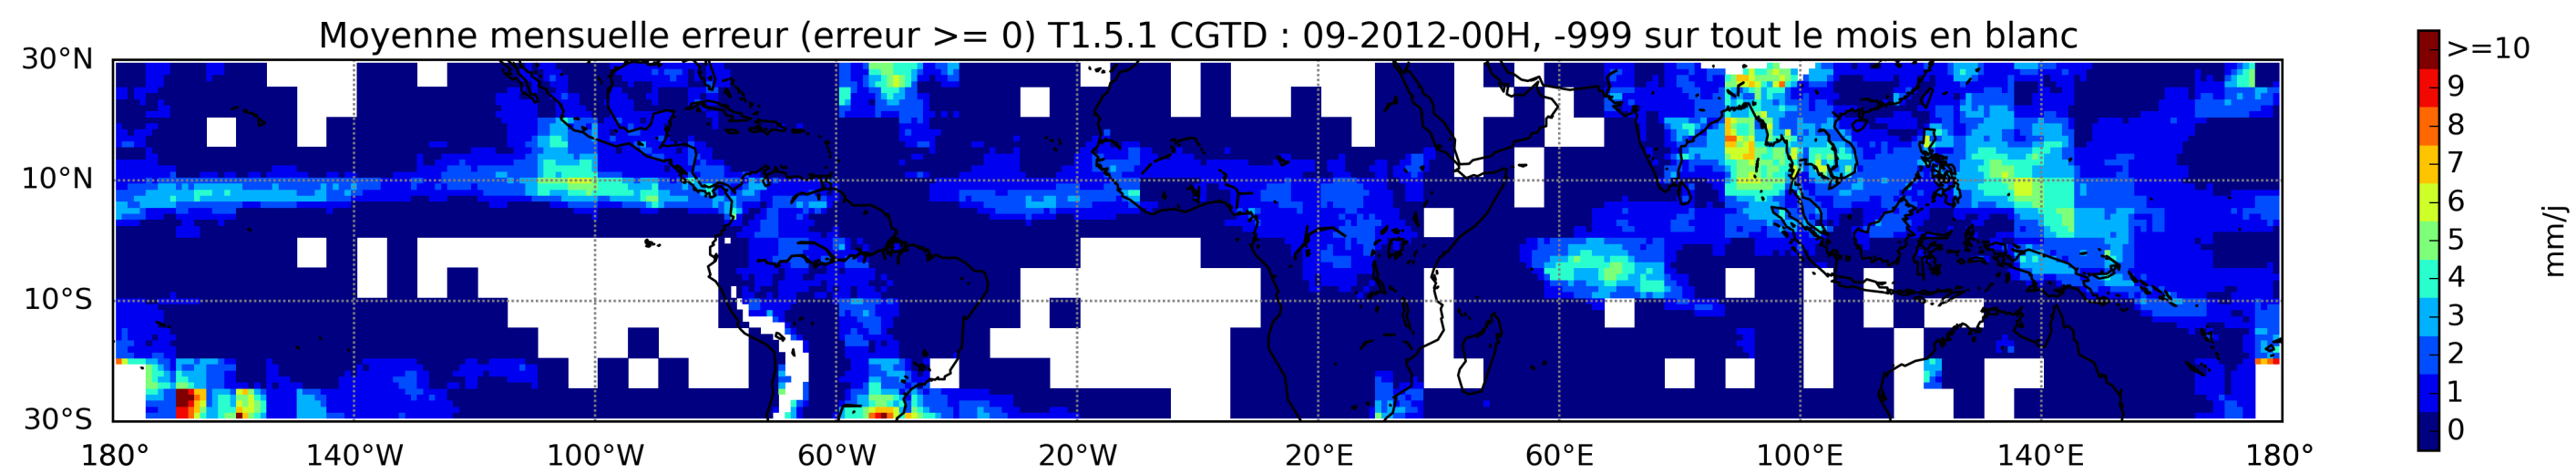 Moyenne mensuelle erreur (erreur >= 0) T1.5.1 CGTD : 09-2012-00H, -999 sur tout le mois en blanc
30°N
10°N
10°S
30°S
180° 140°W 100°W 60°W 20°W 20°E 60°E 100°E 140°E 180°
>=10
9
8
7
6
5
4
3
2
1
0
mm/j